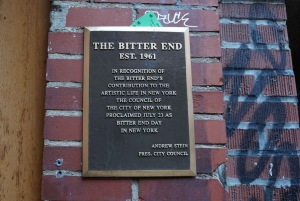 THE BITTER END
EST. 1961
IN RECOGNITION OF
THE BITTER END'S
CONTRIBUTION TO THE
ARTISTIC LIFE IN NEW YORK
THE COUNCIL OF
THE CITY OF NEW YORK
PROCLAIMED JULY 23 AS
BITTER END DAY
IN NEW YORK
ANDREW STEIN
PRES. CITY COUNCIL